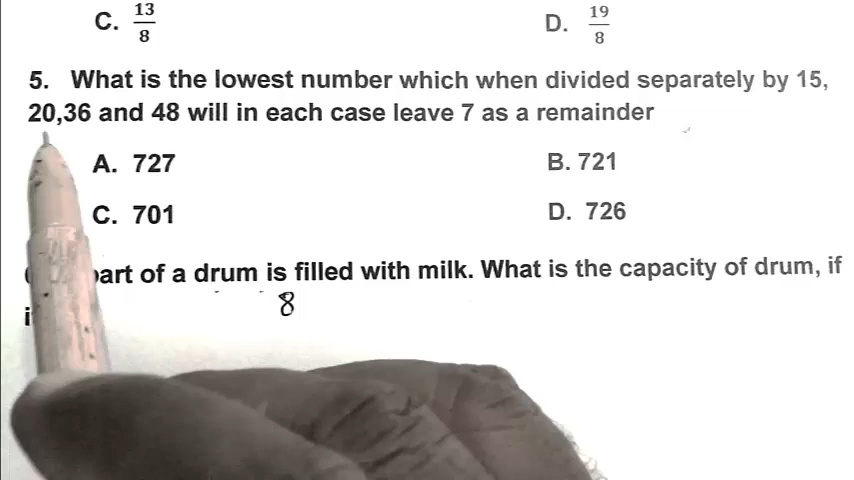 C. 13/8 D. 19/8
5. What is the lowest number which when divided separately by 15,
20,36 and 48 will in each case leave 7 as a remainder
A. 727 B. 721
C. 701 D. 726
part of a drum is filled with milk. What is the capacity of drum, if
8